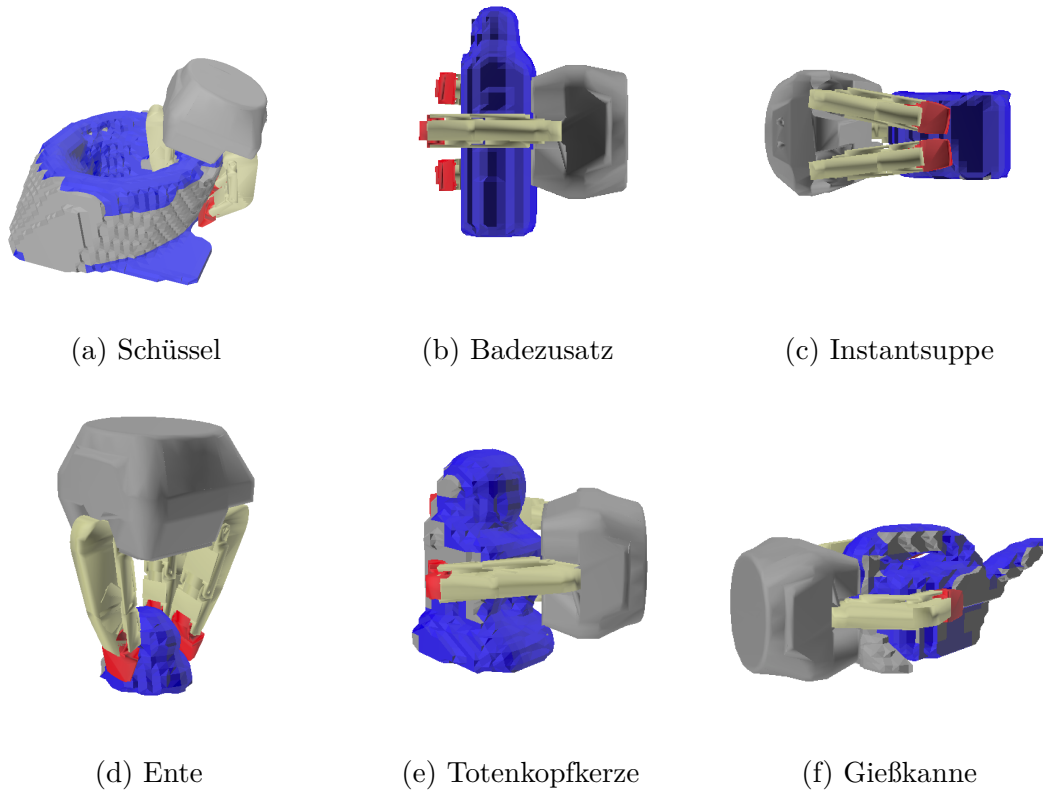 (a) Schüssel
(b) Badezusatz
(c) Instantsuppe
(d) Ente
(e) Totenkopfkerze
(f) Gießkanne